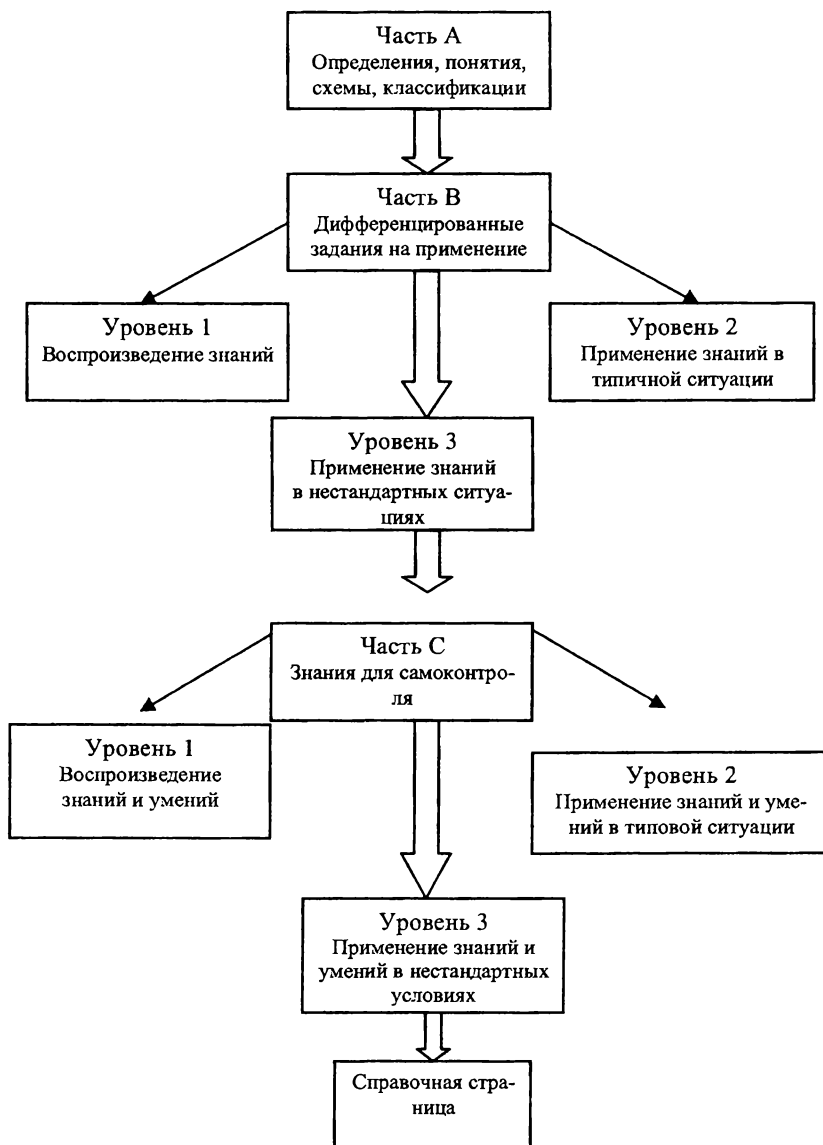 Часть А
Определения, понятия,
схемы, классификации
Часть В
Дифференцированные
задания на применение
Уровень 1
Воспроизведение знаний
Уровень 2
Применение знаний в
типичной ситуации
Уровень 3
Применение знаний
в нестандартных ситуа-
циях
Часть С
Знания для самоконтро-
ля
Уровень 1
Воспроизведение
знаний и умений
Уровень 2
Применение знаний и уме-
ний в типовой ситуации
Уровень 3
Применение знаний и
умений в нестандартных
условиях
Справочная стра-
ница